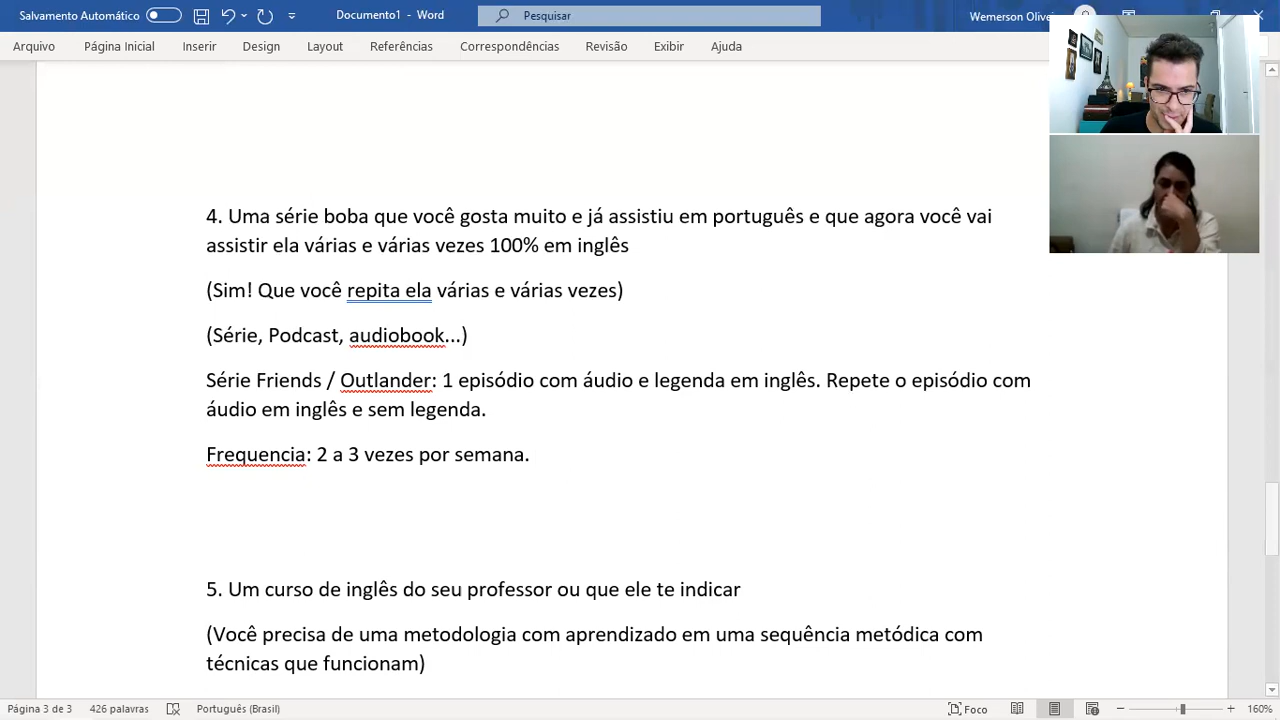 Salvamento Automático
Documento1 - Word
Pesquisar
Wemerson Olive
Arquivo Página Inicial Inserir Design Layout Referências Correspondências Revisão Exibir Ajuda
4. Uma série boba que você gosta muito e já assistiu em português e que agora você vai
assistir ela várias e várias vezes 100% em inglês
(Sim! Que você repita ela várias e várias vezes)
(Série, Podcast, audiobook...)
Série Friends / Outlander: 1 episódio com áudio e legenda em inglês. Repete o episódio com
áudio em inglês e sem legenda.
Frequencia: 2 a 3 vezes por semana.
5. Um curso de inglês do seu professor ou que ele te indicar
(Você precisa de uma metodologia com aprendizado em uma sequência metódica com
técnicas que funcionam)
Página 3 de 3 426 palavras Português (Brasil) Foco 160%